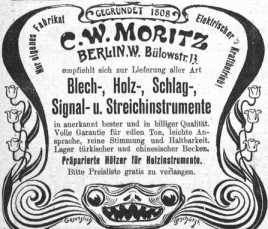 GEGRÜNDET 1808
Nur eigenes Fabrikat
Elektrischer Kraftbetrieb!
C. W. MORITZ
BERLIN.W. Bülowstr. 13.
empfiehlt sich zur Lieferung aller Art
Blech-, Holz-, Schlag-,
Signal- u. Streichinstrumente
in anerkannt bester und in billiger Qualität.
Volle Garantie für edlen Ton, leichte An-
sprache, reine Stimmung und Haltbarkeit.
Lager türkischer und chinesischer Becken.
Präparierte Hölzer für Holzinstrumente.
Bitte Preisliste gratis zu verlangen.